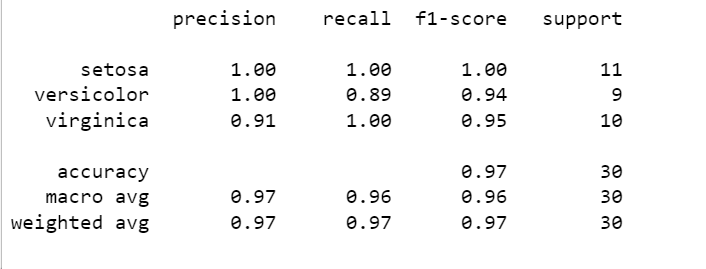 precision recall f1-score support
setosa 1.00 1.00 1.00 11
versicolor 1.00 0.89 0.94 9
virginica 0.91 1.00 0.95 10
accuracy 0.97 30
macro avg 0.97 0.96 0.96 30
weighted avg 0.97 0.97 0.97 30